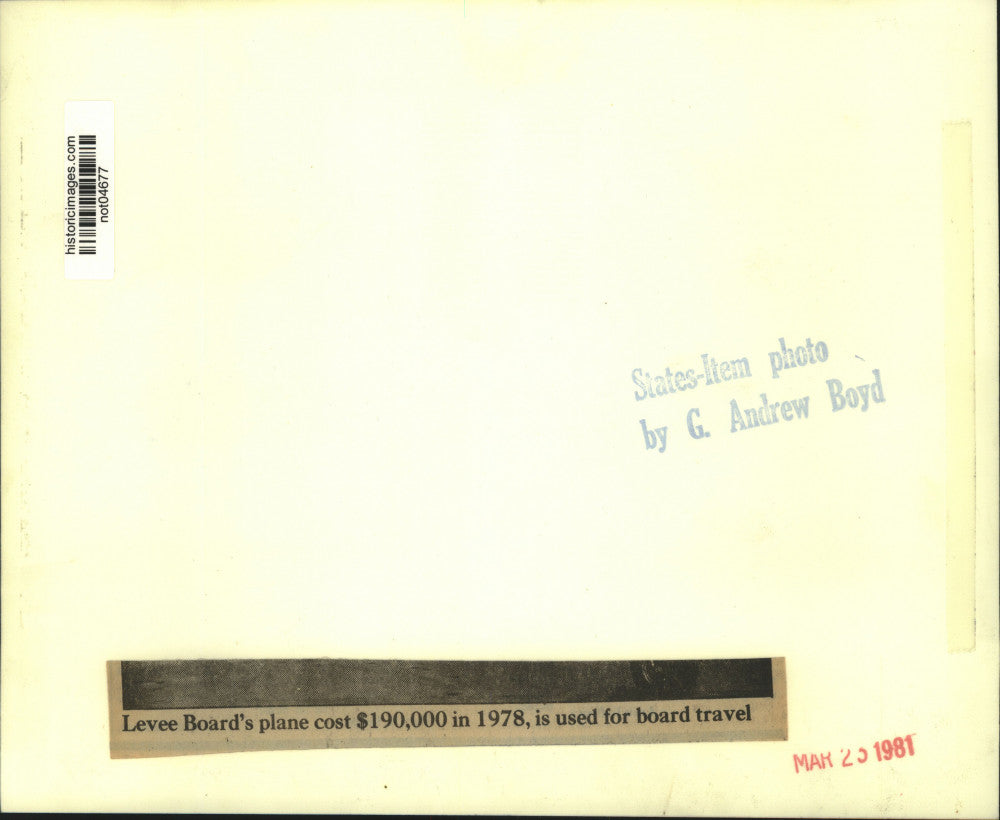 historicimages.com
not04677
States-Item photo
by G. Andrew Boyd
Levee Board's plane cost $190,000 in 1978, is used for board travel
MAR 2 1981